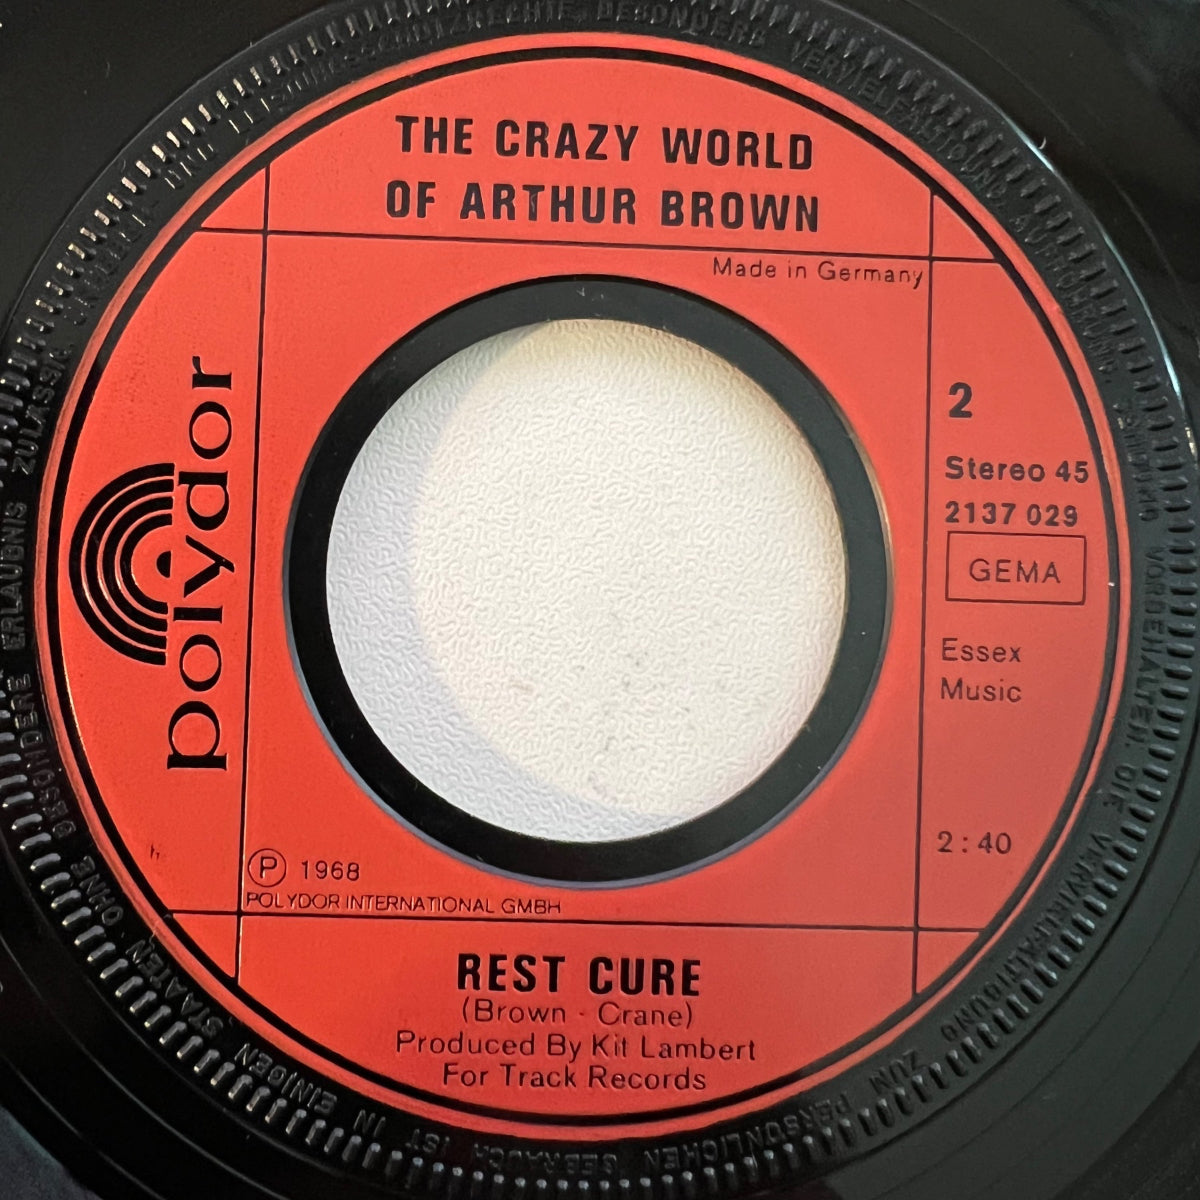 THE CRAZY WORLD
OF ARTHUR BROWN
Made in Germany
polydor
2
Stereo 45
2137 029
GEMA
Essex
Music
2:40
Ⓟ 1968
POLYDOR INTERNATIONAL GMBH
REST CURE
(Brown - Crane)
Produced By Kit Lambert
For Track Records